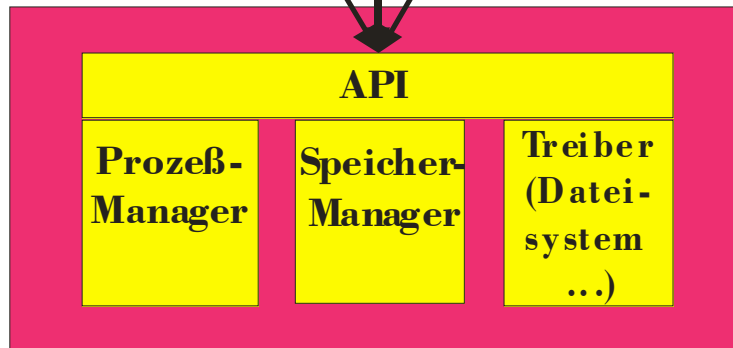 API
Prozeß-
Manager
Speicher-
Manager
Treiber
(Datei-
system
...)